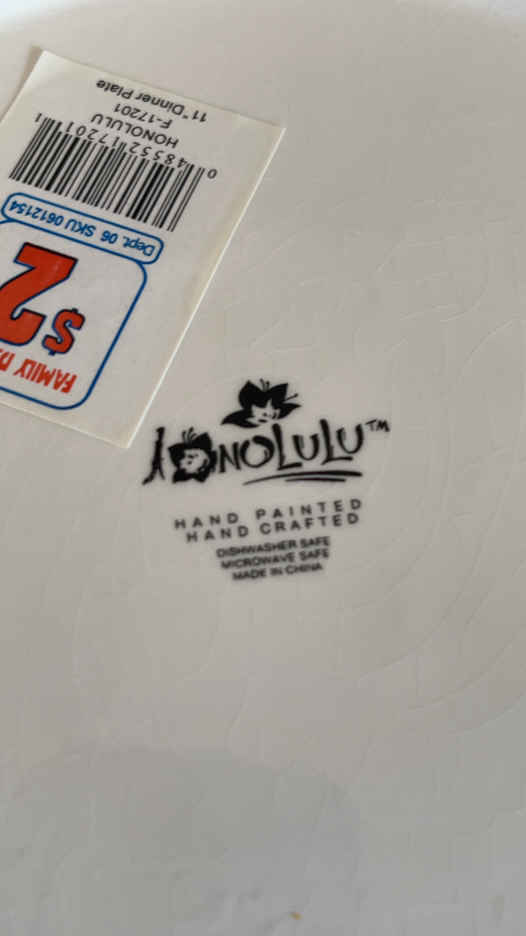 11" Dinner Plate
F-17201
HONOLULU
0 48552 17201 1
Dept. 06 SKU 0612154
$2
FAMILY
HONOLULU™
HAND PAINTED
HAND CRAFTED
DISHWASHER SAFE
MICROWAVE SAFE
MADE IN CHINA